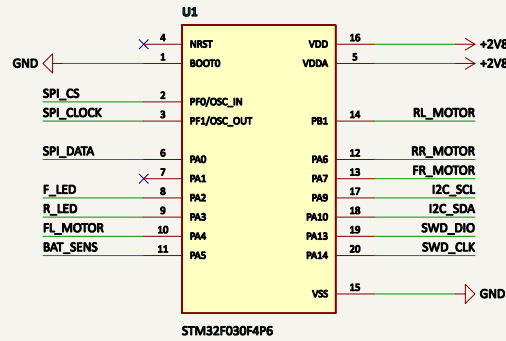 U1
4 NRST VDD 16 +2V8
GND 1 BOOT0 VDDA 5 +2V8
SPI_CS 2 PF0/OSC_IN
SPI_CLOCK 3 PF1/OSC_OUT PB1 14 RL_MOTOR
SPI_DATA 6 PA0 PA6 12 RR_MOTOR
7 PA1 PA7 13 FR_MOTOR
F_LED 8 PA2 PA9 17 I2C_SCL
R_LED 9 PA3 PA10 18 I2C_SDA
FL_MOTOR 10 PA4 PA13 19 SWD_DIO
BAT_SENS 11 PA5 PA14 20 SWD_CLK
VSS 15 GND
STM32F030F4P6